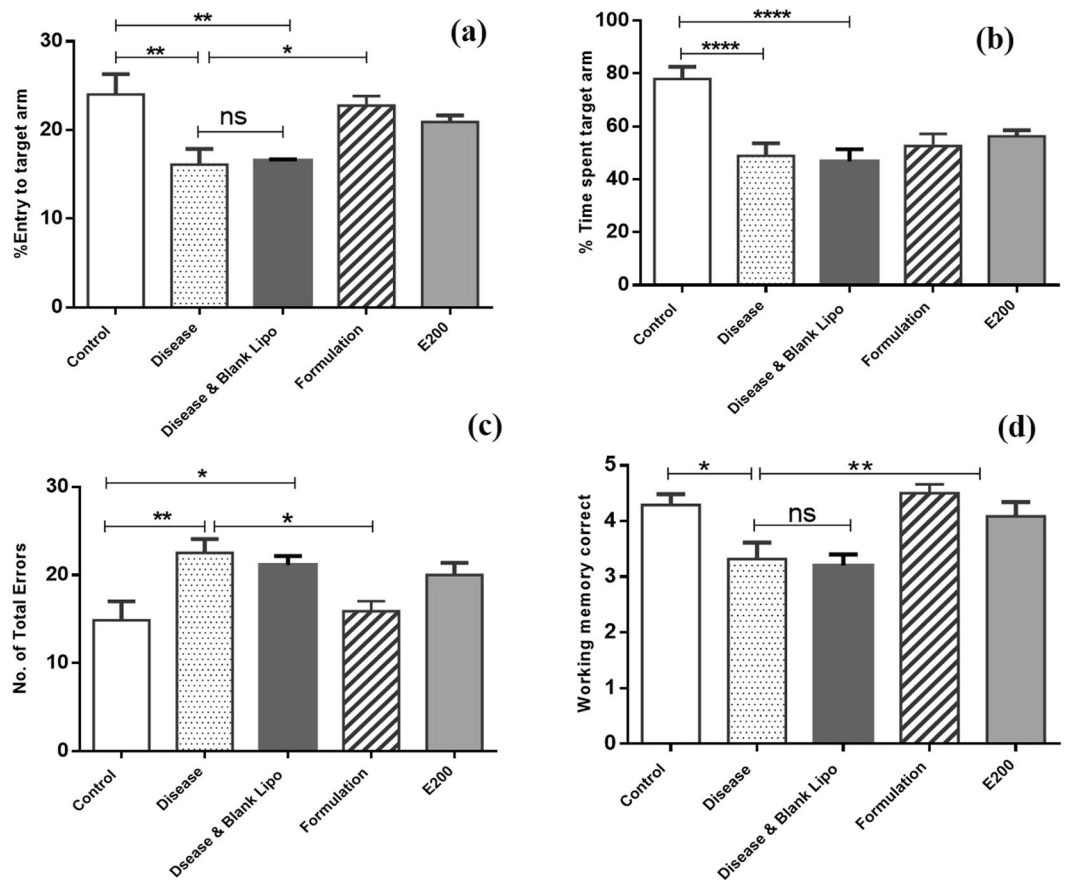 (a)
**
**
*
ns
30
20
10
0
%Entry to target arm
Control
Disease
Disease & Blank Lipo
Formulation
E200
(b)
****
****
100
80
60
40
20
0
% Time spent target arm
Control
Disease
Disease & Blank Lipo
Formulation
E200
(c)
*
**
*
30
20
10
0
No. of Total Errors
Control
Disease
Dsease & Blank Lipo
Formulation
E200
(d)
*
**
ns
5
4
3
2
1
0
Working memory correct
Control
Disease
Disease & Blank Lipo
Formulation
E200